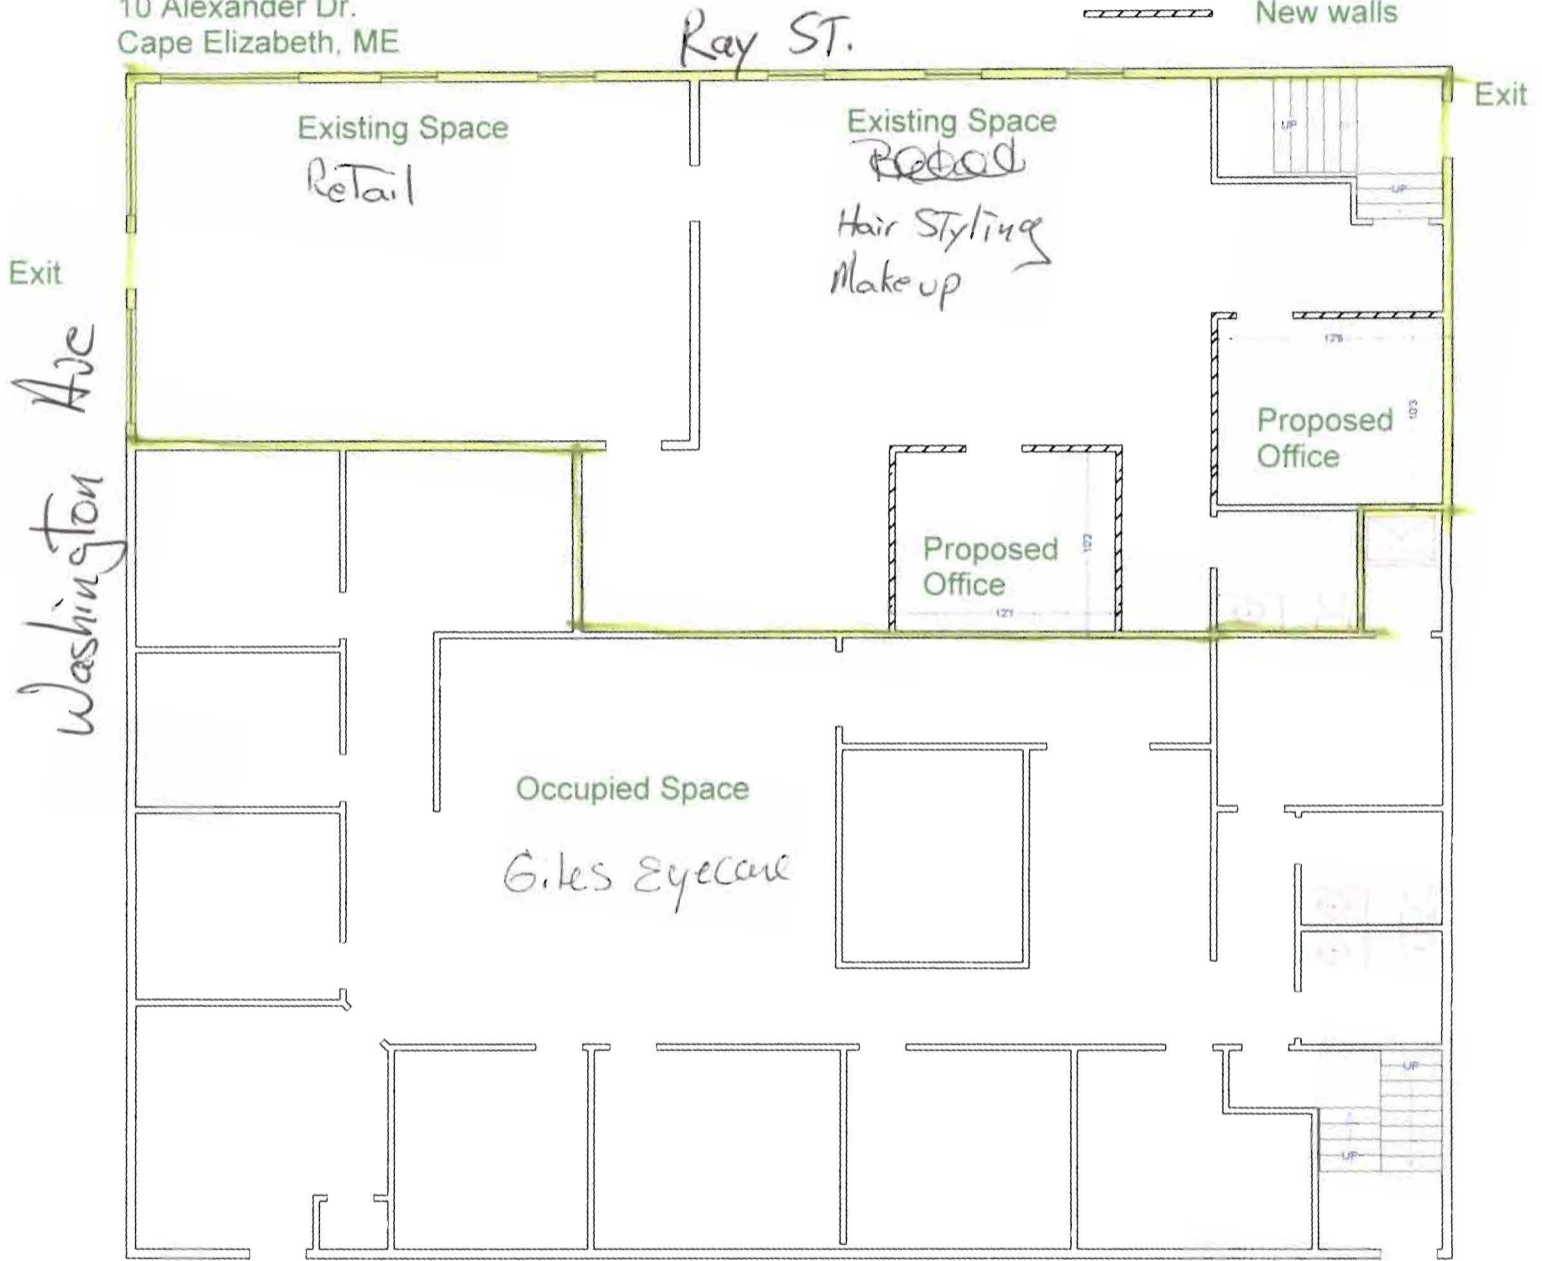 10 Alexander Dr.
Cape Elizabeth, ME
Ray ST.
New walls
Exit
Existing Space
Retail
Existing Space
Hair STyling
Makeup
UP
UP
Exit
Washington Ave
Proposed
Office
Proposed
Office
Occupied Space
Giles Eyecare
UP
UP